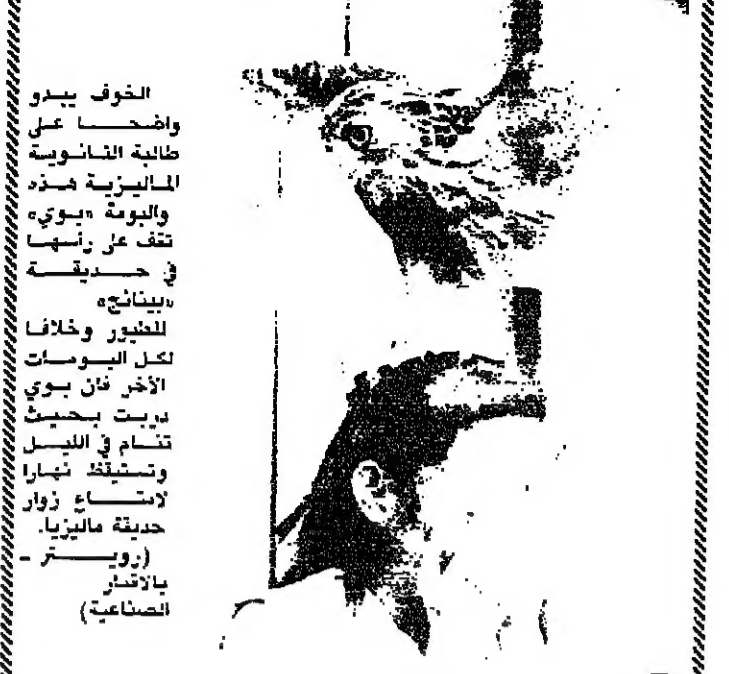 الخوف يبدو
واضحا على
طالبة الثانوية
الماليزية هذه
والبومة «بوي»
تقف على رأسها
في حديقة
«بينانج»
للطيور وخلافا
لكل البومات
الأخر فان بوي
دربت بحيث
تنام في الليل
وتستيقظ نهارا
لامتاع زوار
حديقة ماليزيا.
(رويتر -
بالاقمار
الصناعية)